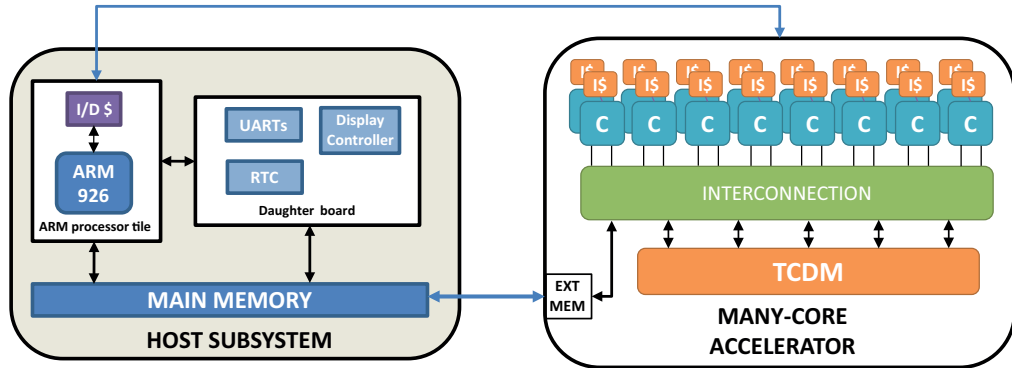 I/D $
ARM
926
ARM processor tile
UARTs
Display
Controller
RTC
Daughter board
MAIN MEMORY
HOST SUBSYSTEM
I$ I$ I$ I$ I$ I$ I$ I$
I$ I$ I$ I$ I$ I$ I$ I$
C C C C C C C C
INTERCONNECTION
TCDM
EXT
MEM
MANY-CORE
ACCELERATOR